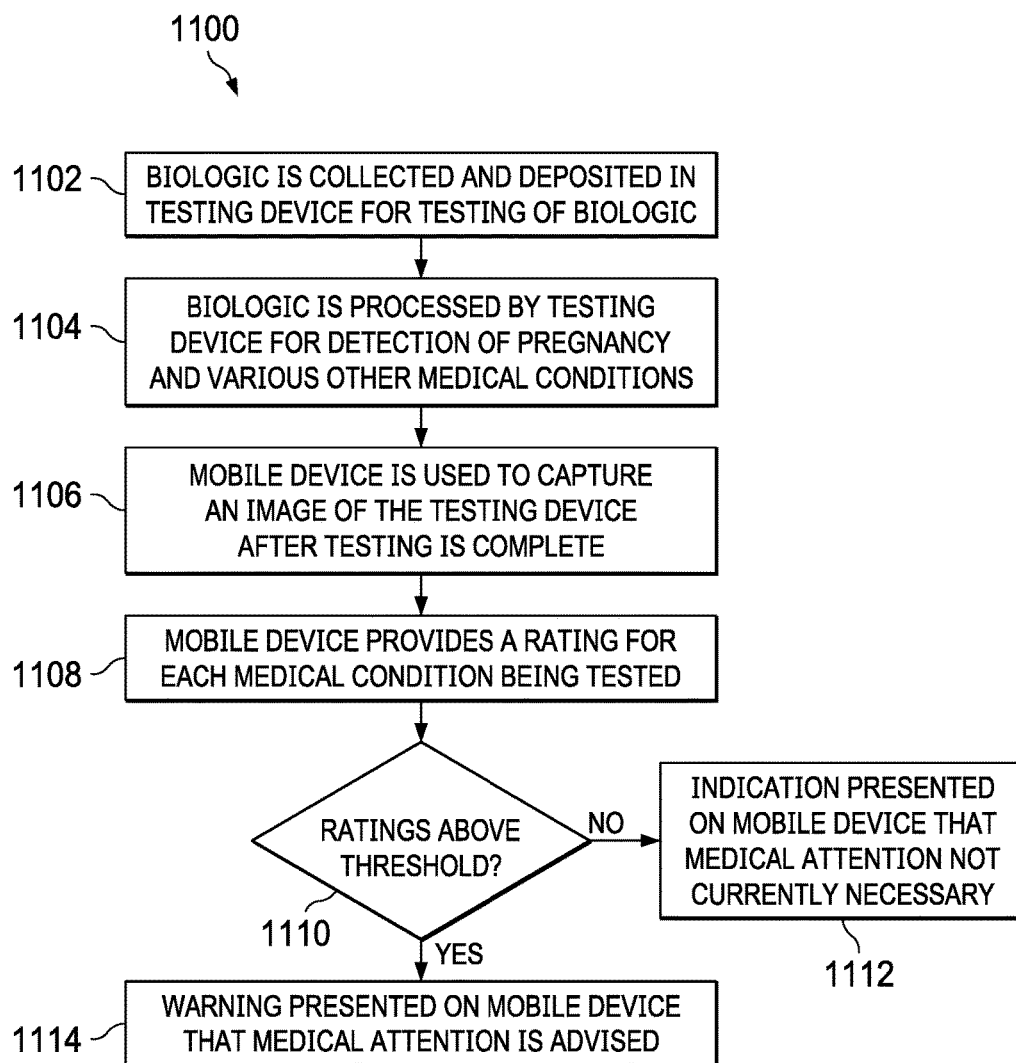 1100
1102
BIOLOGIC IS COLLECTED AND DEPOSITED IN
TESTING DEVICE FOR TESTING OF BIOLOGIC
1104
BIOLOGIC IS PROCESSED BY TESTING
DEVICE FOR DETECTION OF PREGNANCY
AND VARIOUS OTHER MEDICAL CONDITIONS
1106
MOBILE DEVICE IS USED TO CAPTURE
AN IMAGE OF THE TESTING DEVICE
AFTER TESTING IS COMPLETE
1108
MOBILE DEVICE PROVIDES A RATING FOR
EACH MEDICAL CONDITION BEING TESTED
RATINGS ABOVE
THRESHOLD?
1110
NO
INDICATION PRESENTED
ON MOBILE DEVICE THAT
MEDICAL ATTENTION NOT
CURRENTLY NECESSARY
1112
YES
1114
WARNING PRESENTED ON MOBILE DEVICE
THAT MEDICAL ATTENTION IS ADVISED